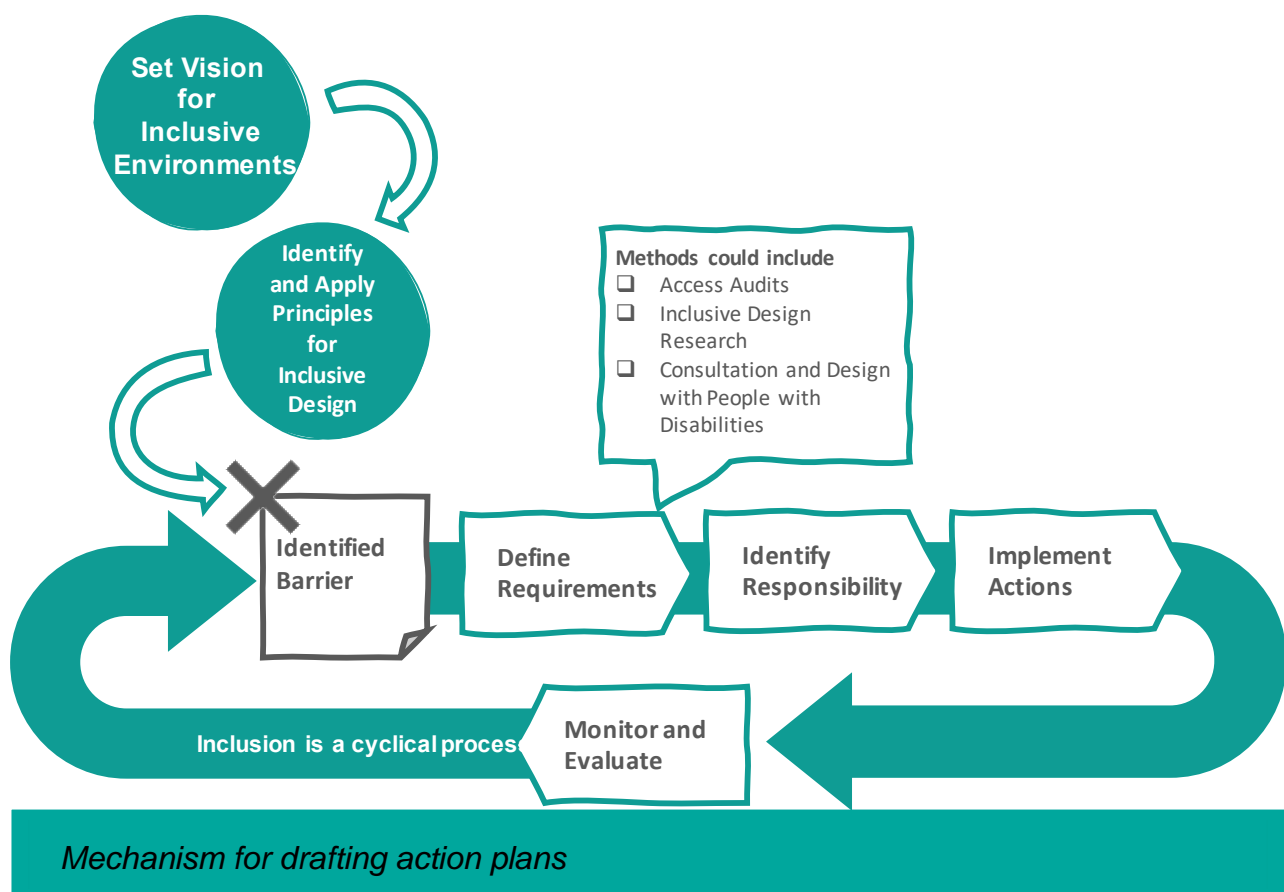 Set Vision
for
Inclusive
Environments
Identify
and Apply
Principles
for
Inclusive
Design
Methods could include
❑ Access Audits
❑ Inclusive Design
Research
❑ Consultation and Design
with People with
Disabilities
Identified
Barrier
Define
Requirements
Identify
Responsibility
Implement
Actions
Monitor and
Evaluate
Inclusion is a cyclical process
Mechanism for drafting action plans